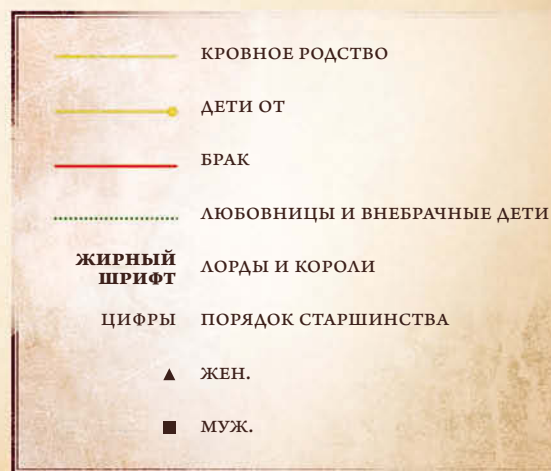 КРОВНОЕ РОДСТВО
ДЕТИ ОТ
БРАК
ЛЮБОВНИЦЫ И ВНЕБРАЧНЫЕ ДЕТИ
ЖИРНЫЙ
ШРИФТ
ЛОРДЫ И КОРОЛИ
ЦИФРЫ ПОРЯДОК СТАРШИНСТВА
▲ ЖЕН.
■ МУЖ.